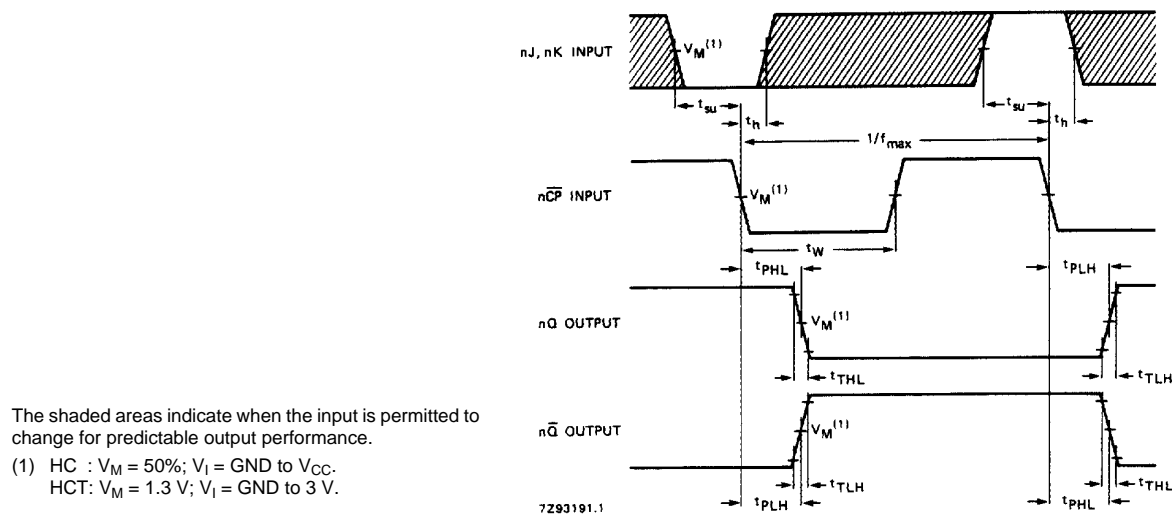 nJ, nK INPUT
V_M(1)
t_su
t_su
t_h
t_h
1/f_max
nC̅P̅ INPUT
V_M(1)
t_W
t_PHL
t_PLH
nQ OUTPUT
V_M(1)
t_THL
t_TLH
The shaded areas indicate when the input is permitted to
change for predictable output performance.
(1) HC : V_M = 50%; V_I = GND to V_CC.
HCT: V_M = 1.3 V; V_I = GND to 3 V.
nQ̅ OUTPUT
V_M(1)
t_TLH
t_THL
t_PLH
t_PHL
7Z93191.1